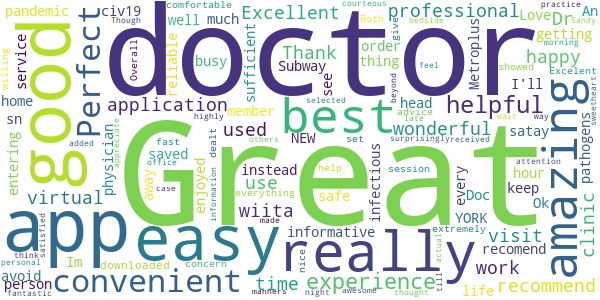 pandemic
civ19
Though
doctor
Excellent
professional
courteous
practice
comfortable
Both
bedside
Love
Dr
An
Sandy
willing
Overall
service
good
Perfect
well
much
busy
reliable
sufficient
Thank
Subway
see
order
thing
give
Metroplus
getting
morning
happy
feel
showed
Excelent
I'll
home
sn
application
member
saved
best
head
helpful
beyond
advice
late
wait
way
sweetheart
highly
used
NEW
others
set
wonderful
surprisingly
received
selected
satay
amazing
pathogens
entering
physician
added
appreciate
fast
office
away
enjoyed
information
dealt
Great
instead
use
everything
safe
help
infectious
session
every
Doc
hour
keep
attention
Ok
clinic
virtual
case
wiita
made
informative
YORK
extremely
recomend
visit
app
easy
really
satisfied
Im
concern
time
nice
work
life
recommend
avoid
think
downloaded
person
personal
fantastic
convenient
manners
night
experience
awesome
thought
till
actual